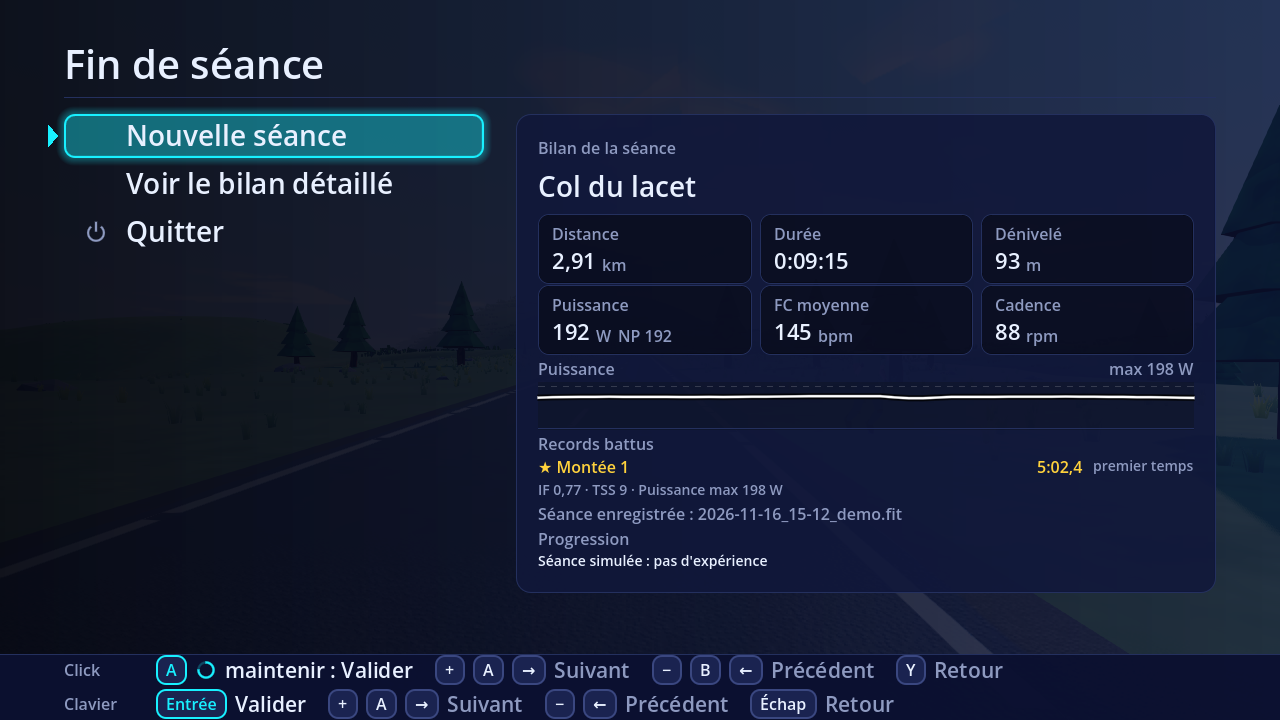 Fin de séance
Nouvelle séance
Voir le bilan détaillé
Quitter
Bilan de la séance
Col du lacet
Distance
2,91 km
Durée
0:09:15
Dénivelé
93 m
Puissance
192 W NP 192
FC moyenne
145 bpm
Cadence
88 rpm
Puissance max 198 W
Records battus
★ Montée 1 5:02,4 premier temps
IF 0,77 · TSS 9 · Puissance max 198 W
Séance enregistrée : 2026-11-16_15-12_demo.fit
Progression
Séance simulée : pas d'expérience
Click A maintenir : Valider + A → Suivant − B ← Précédent Y Retour
Clavier Entrée Valider + A → Suivant − ← Précédent Échap Retour